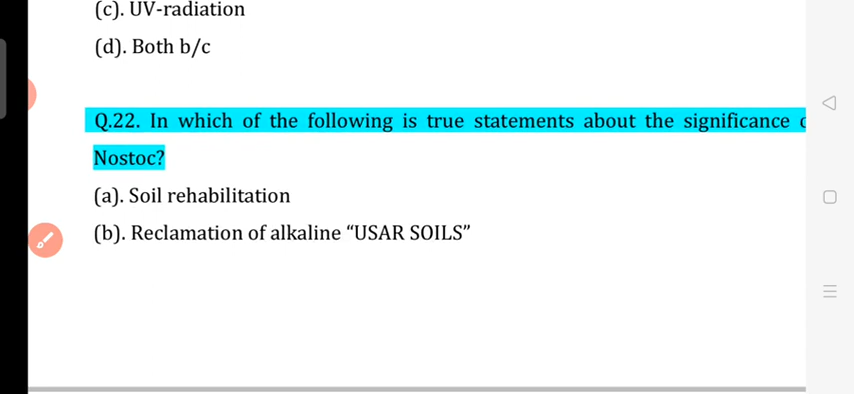 (c). UV-radiation
(d). Both b/c
Q.22. In which of the following is true statements about the significance
Nostoc?
(a). Soil rehabilitation
(b). Reclamation of alkaline “USAR SOILS”